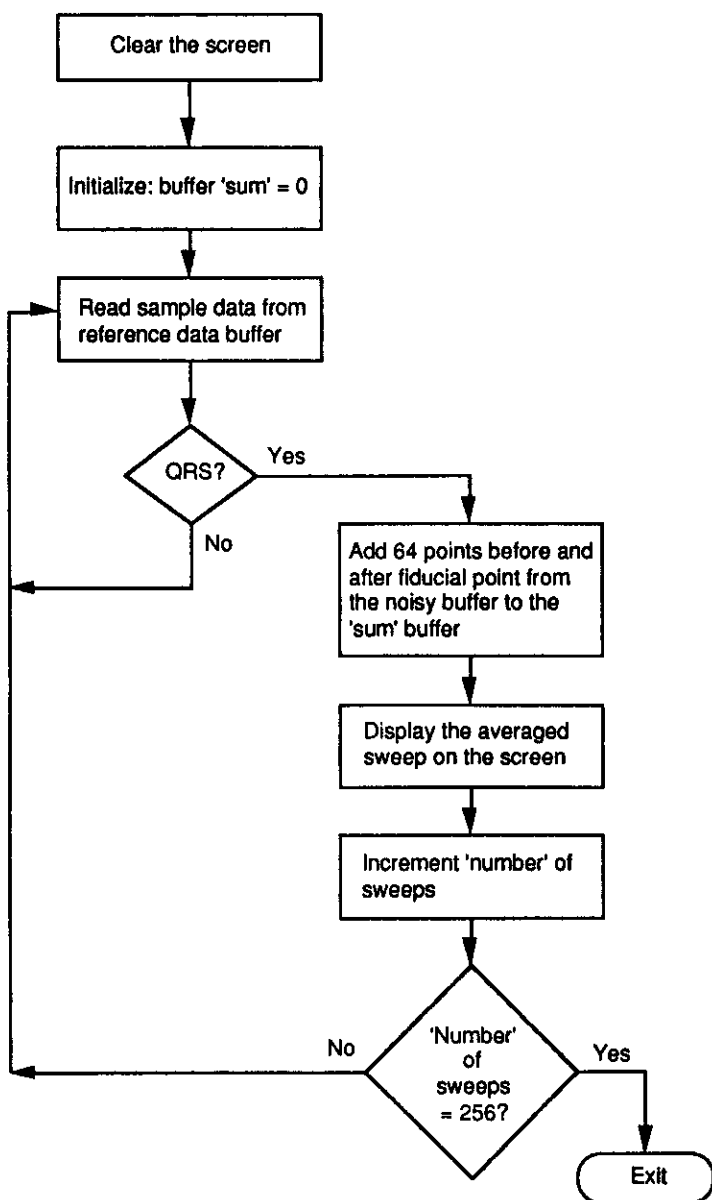 Clear the screen
Initialize: buffer 'sum' = 0
Read sample data from
reference data buffer
QRS?
Yes
No
Add 64 points before and
after fiducial point from
the noisy buffer to the
'sum' buffer
Display the averaged
sweep on the screen
Increment 'number' of
sweeps
'Number'
of
sweeps
= 256?
No
Yes
Exit